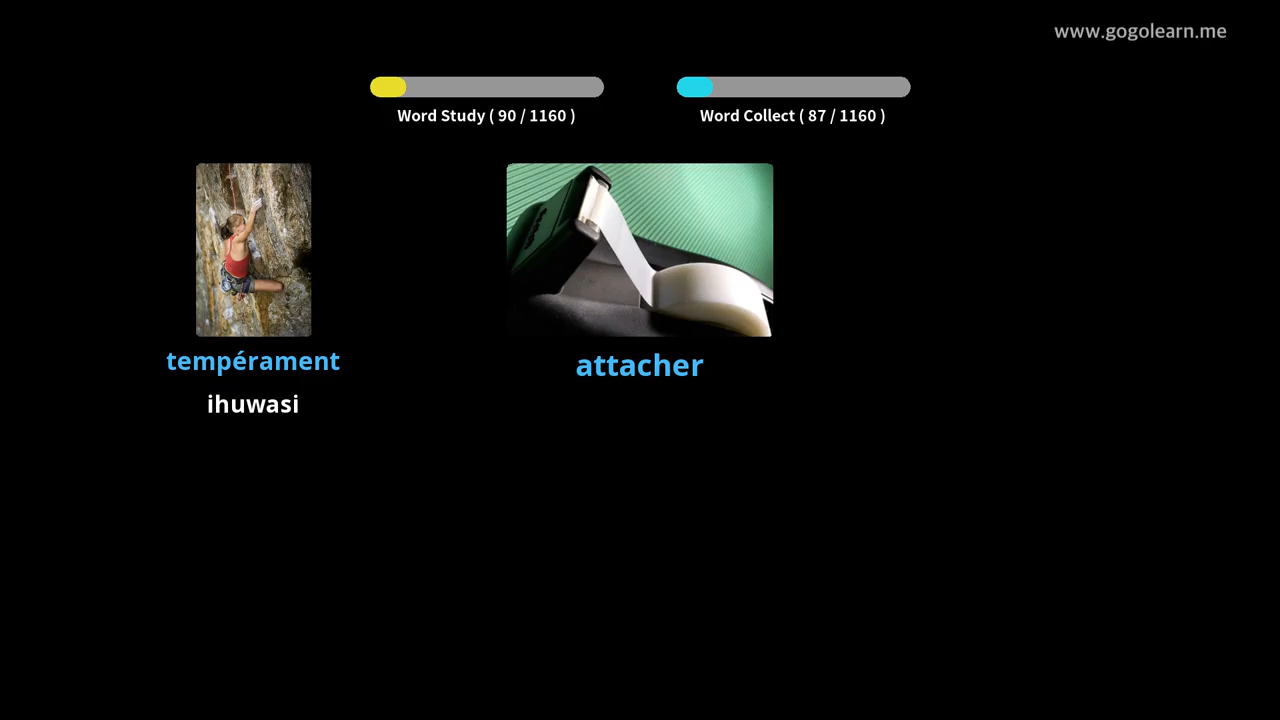 www.gogolearn.me
Word Study ( 90 / 1160 )
Word Collect ( 87 / 1160 )
tempérament
ihuwasi
attacher